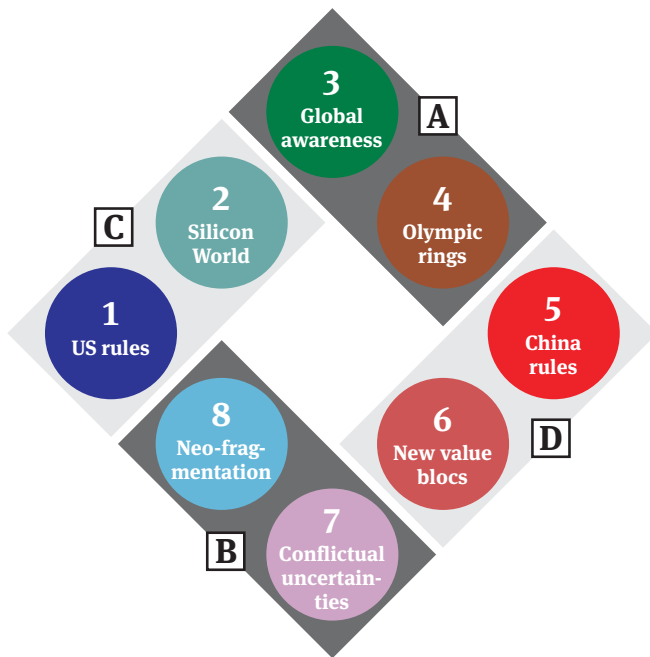 3
Global
awareness
A
4
Olympic
rings
2
Silicon
World
C
1
US rules
5
China
rules
6
New value
blocs
D
8
Neo-frag-
mentation
7
Conflictual
uncertain-
ties
B